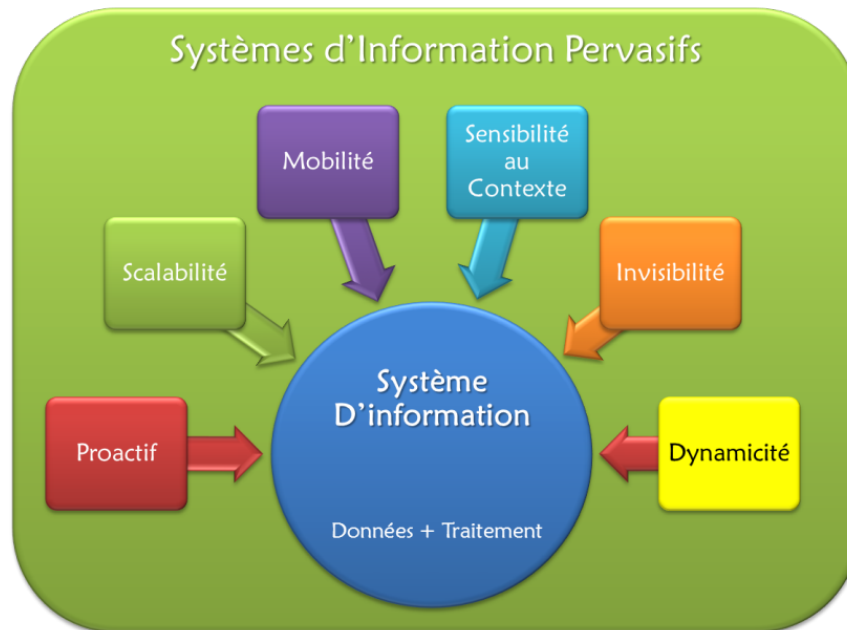 Systèmes d'Information Pervasifs
Mobilité
Sensibilité
au
Contexte
Scalabilité
Invisibilité
Système
D'information
Proactif
Dynamicité
Données + Traitement